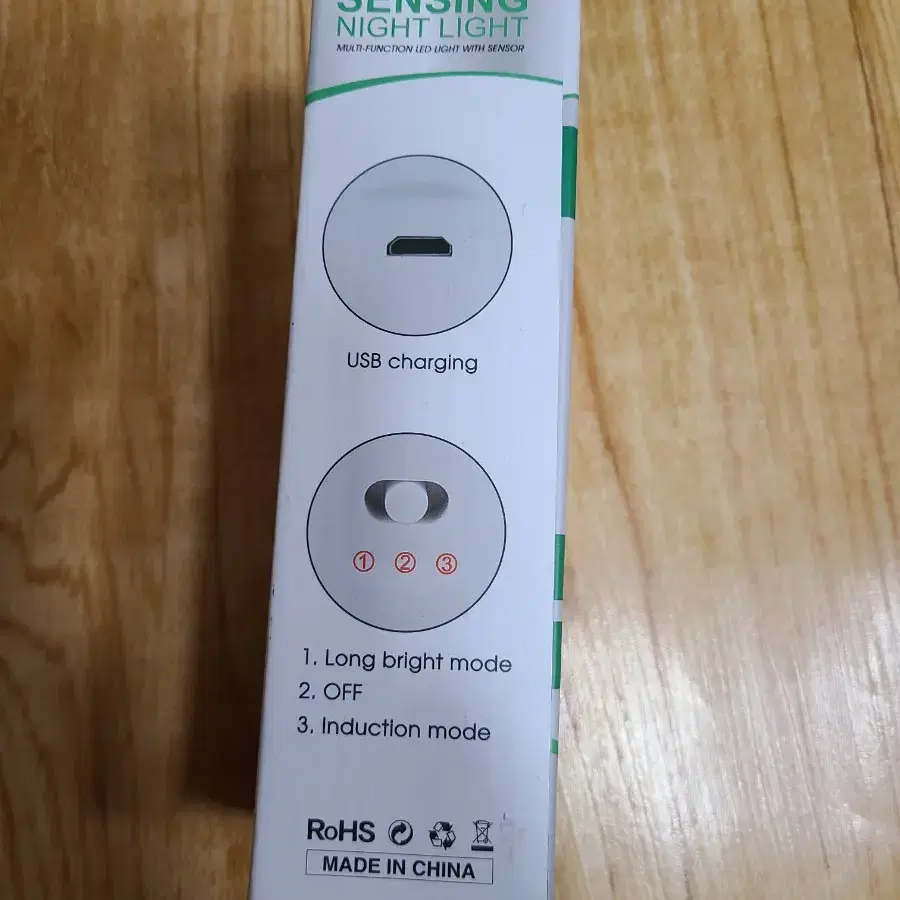 SENSING
NIGHT LIGHT
MULTI-FUNCTION LED LIGHT WITH SENSOR
USB charging
① ② ③
1. Long bright mode
2. OFF
3. Induction mode
RoHS
MADE IN CHINA